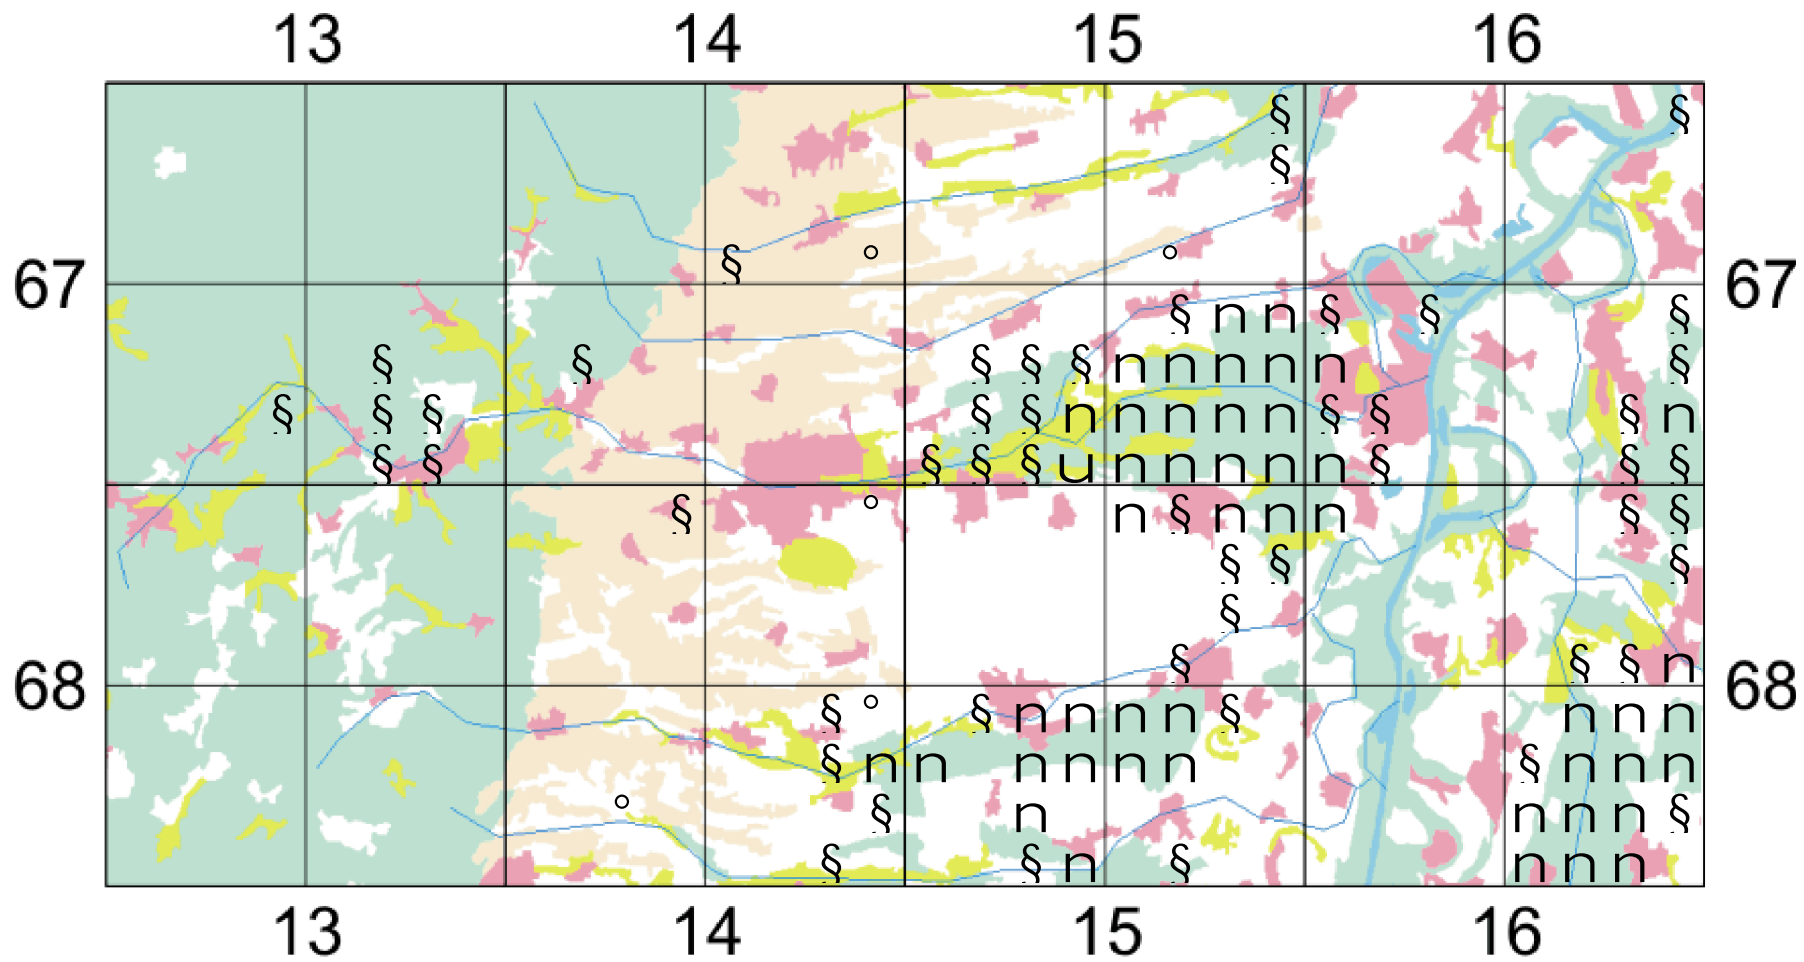 13 14 15 16
§ §
§
§ ° °
67 67
§ n n § § §
§ § § § § n n n n n §
§ § § § § n n n n n § § § n
§ § § § § u n n n n n § § §
§ ° n § n n n § §
§ § §
§
§ § § n
68 68
§ ° § n n n n § n n n
§ n n n n n n § n n n
° § n n n n §
§ § n § n n n
13 14 15 16